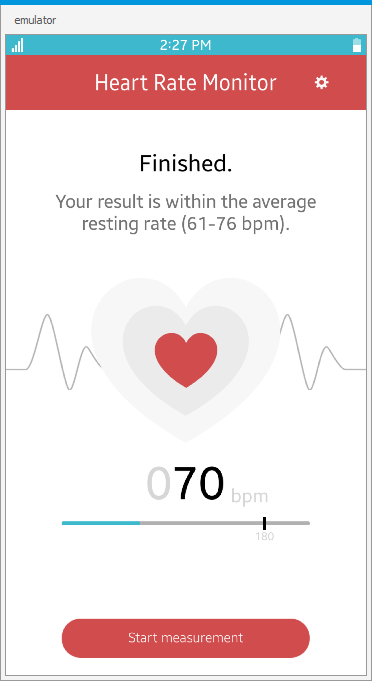 emulator
2:27 PM
Heart Rate Monitor
Finished.
Your result is within the average
resting rate (61-76 bpm).
070 bpm
180
Start measurement